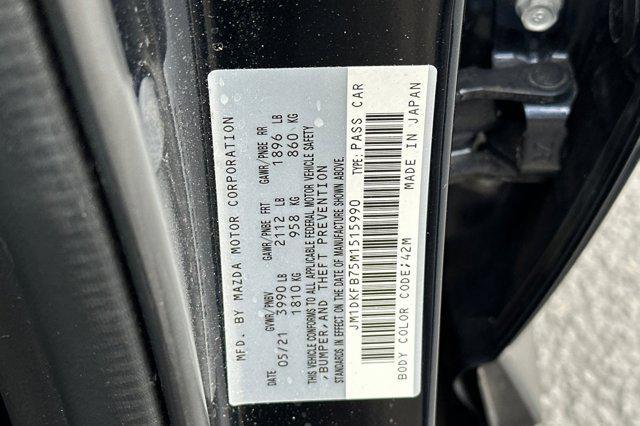 MFD. BY MAZDA MOTOR CORPORATION
DATE GVWR/PNBV GAWR/PNBE FRT GAWR/PNBE RR
05/21 3990 LB 2112 LB 1896 LB
1810 KG 958 KG 860 KG
THIS VEHICLE CONFORMS TO ALL APPLICABLE FEDERAL MOTOR VEHICLE SAFETY
,BUMPER,AND THEFT PREVENTION
STANDARDS IN EFFECT ON THE DATE OF MANUFACTURE SHOWN ABOVE.
JM1DKFB75M1515990 TYPE: PASS CAR
BODY COLOR CODE:42M MADE IN JAPAN